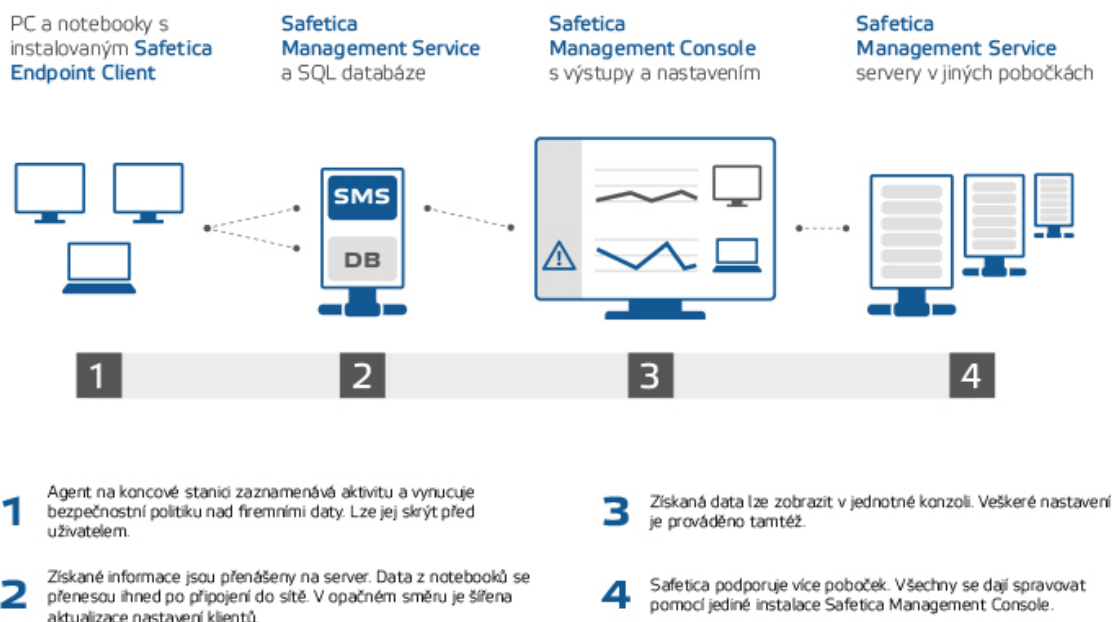 PC a notebooky s
instalovaným Safetica
Endpoint Client
Safetica
Management Service
a SQL databáze
Safetica
Management Console
s výstupy a nastavením
Safetica
Management Service
servery v jiných pobočkách
SMS
DB
1
2
3
4
1
Agent na koncové stanici zaznamenává aktivitu a vynucuje
bezpečnostní politiku nad firemními daty. Lze jej skrýt před
uživatelem.
2
Získané informace jsou přenášeny na server. Data z notebooků se
přenesou ihned po připojení do sítě. V opačném směru je šířena
aktualizace nastavení klientů.
3
Získaná data lze zobrazit v jednotné konzoli. Veškeré nastavení
je prováděno tamtéž.
4
Safetica podporuje více poboček. Všechny se dají spravovat
pomocí jediné instalace Safetica Management Console.